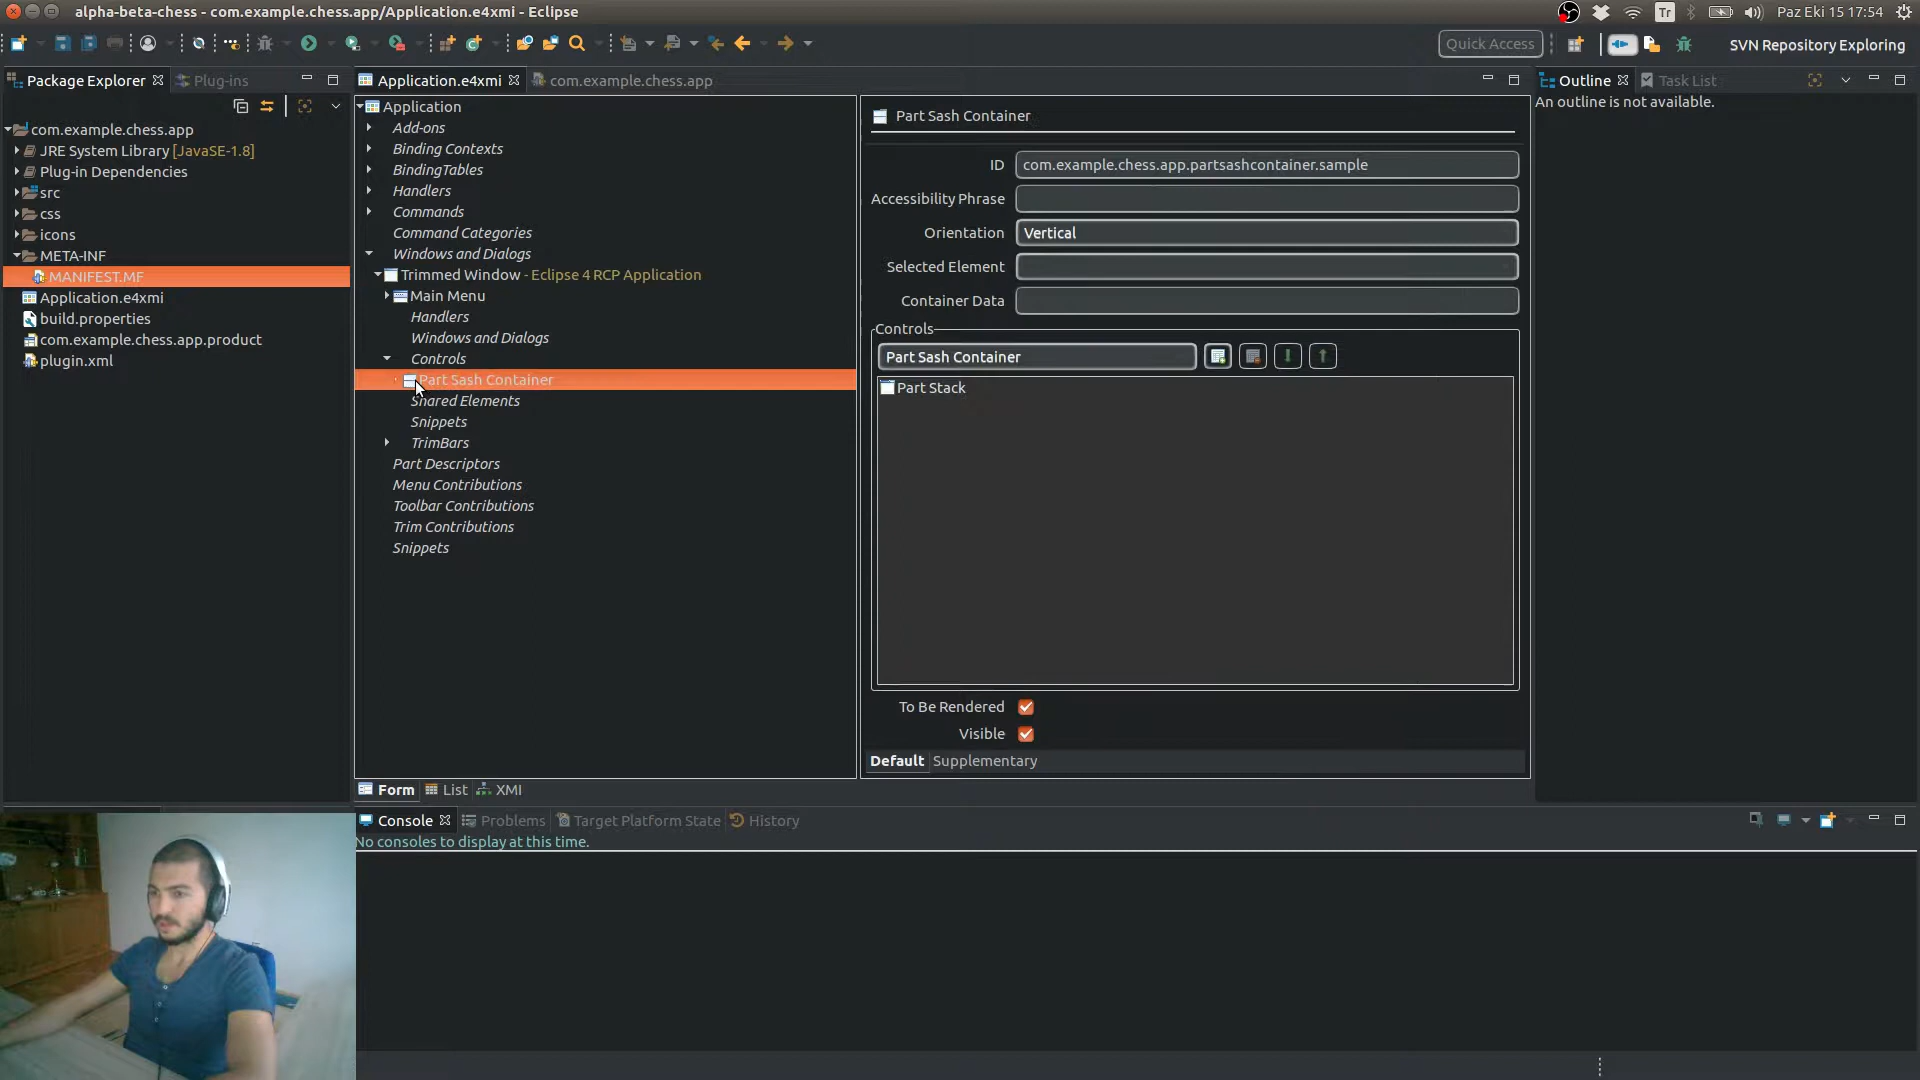 alpha-beta-chess - com.example.chess.app/Application.e4xmi - Eclipse
Tr
Paz Eki 15 17:54
Quick Access
SVN Repository Exploring
Package Explorer
Plug-ins
com.example.chess.app
JRE System Library [JavaSE-1.8]
Plug-in Dependencies
src
css
icons
META-INF
MANIFEST.MF
Application.e4xmi
build.properties
com.example.chess.app.product
plugin.xml
Application.e4xmi
com.example.chess.app
Application
Add-ons
Binding Contexts
BindingTables
Handlers
Commands
Command Categories
Windows and Dialogs
Trimmed Window - Eclipse 4 RCP Application
Main Menu
Handlers
Windows and Dialogs
Controls
Part Sash Container
Shared Elements
Snippets
TrimBars
Part Descriptors
Menu Contributions
Toolbar Contributions
Trim Contributions
Snippets
Form
List
XMI
Part Sash Container
ID
com.example.chess.app.partsashcontainer.sample
Accessibility Phrase
Orientation
Vertical
Selected Element
Container Data
Controls
Part Sash Container
Part Stack
To Be Rendered
Visible
Default
Supplementary
Outline
Task List
An outline is not available.
Console
Problems
Target Platform State
History
No consoles to display at this time.